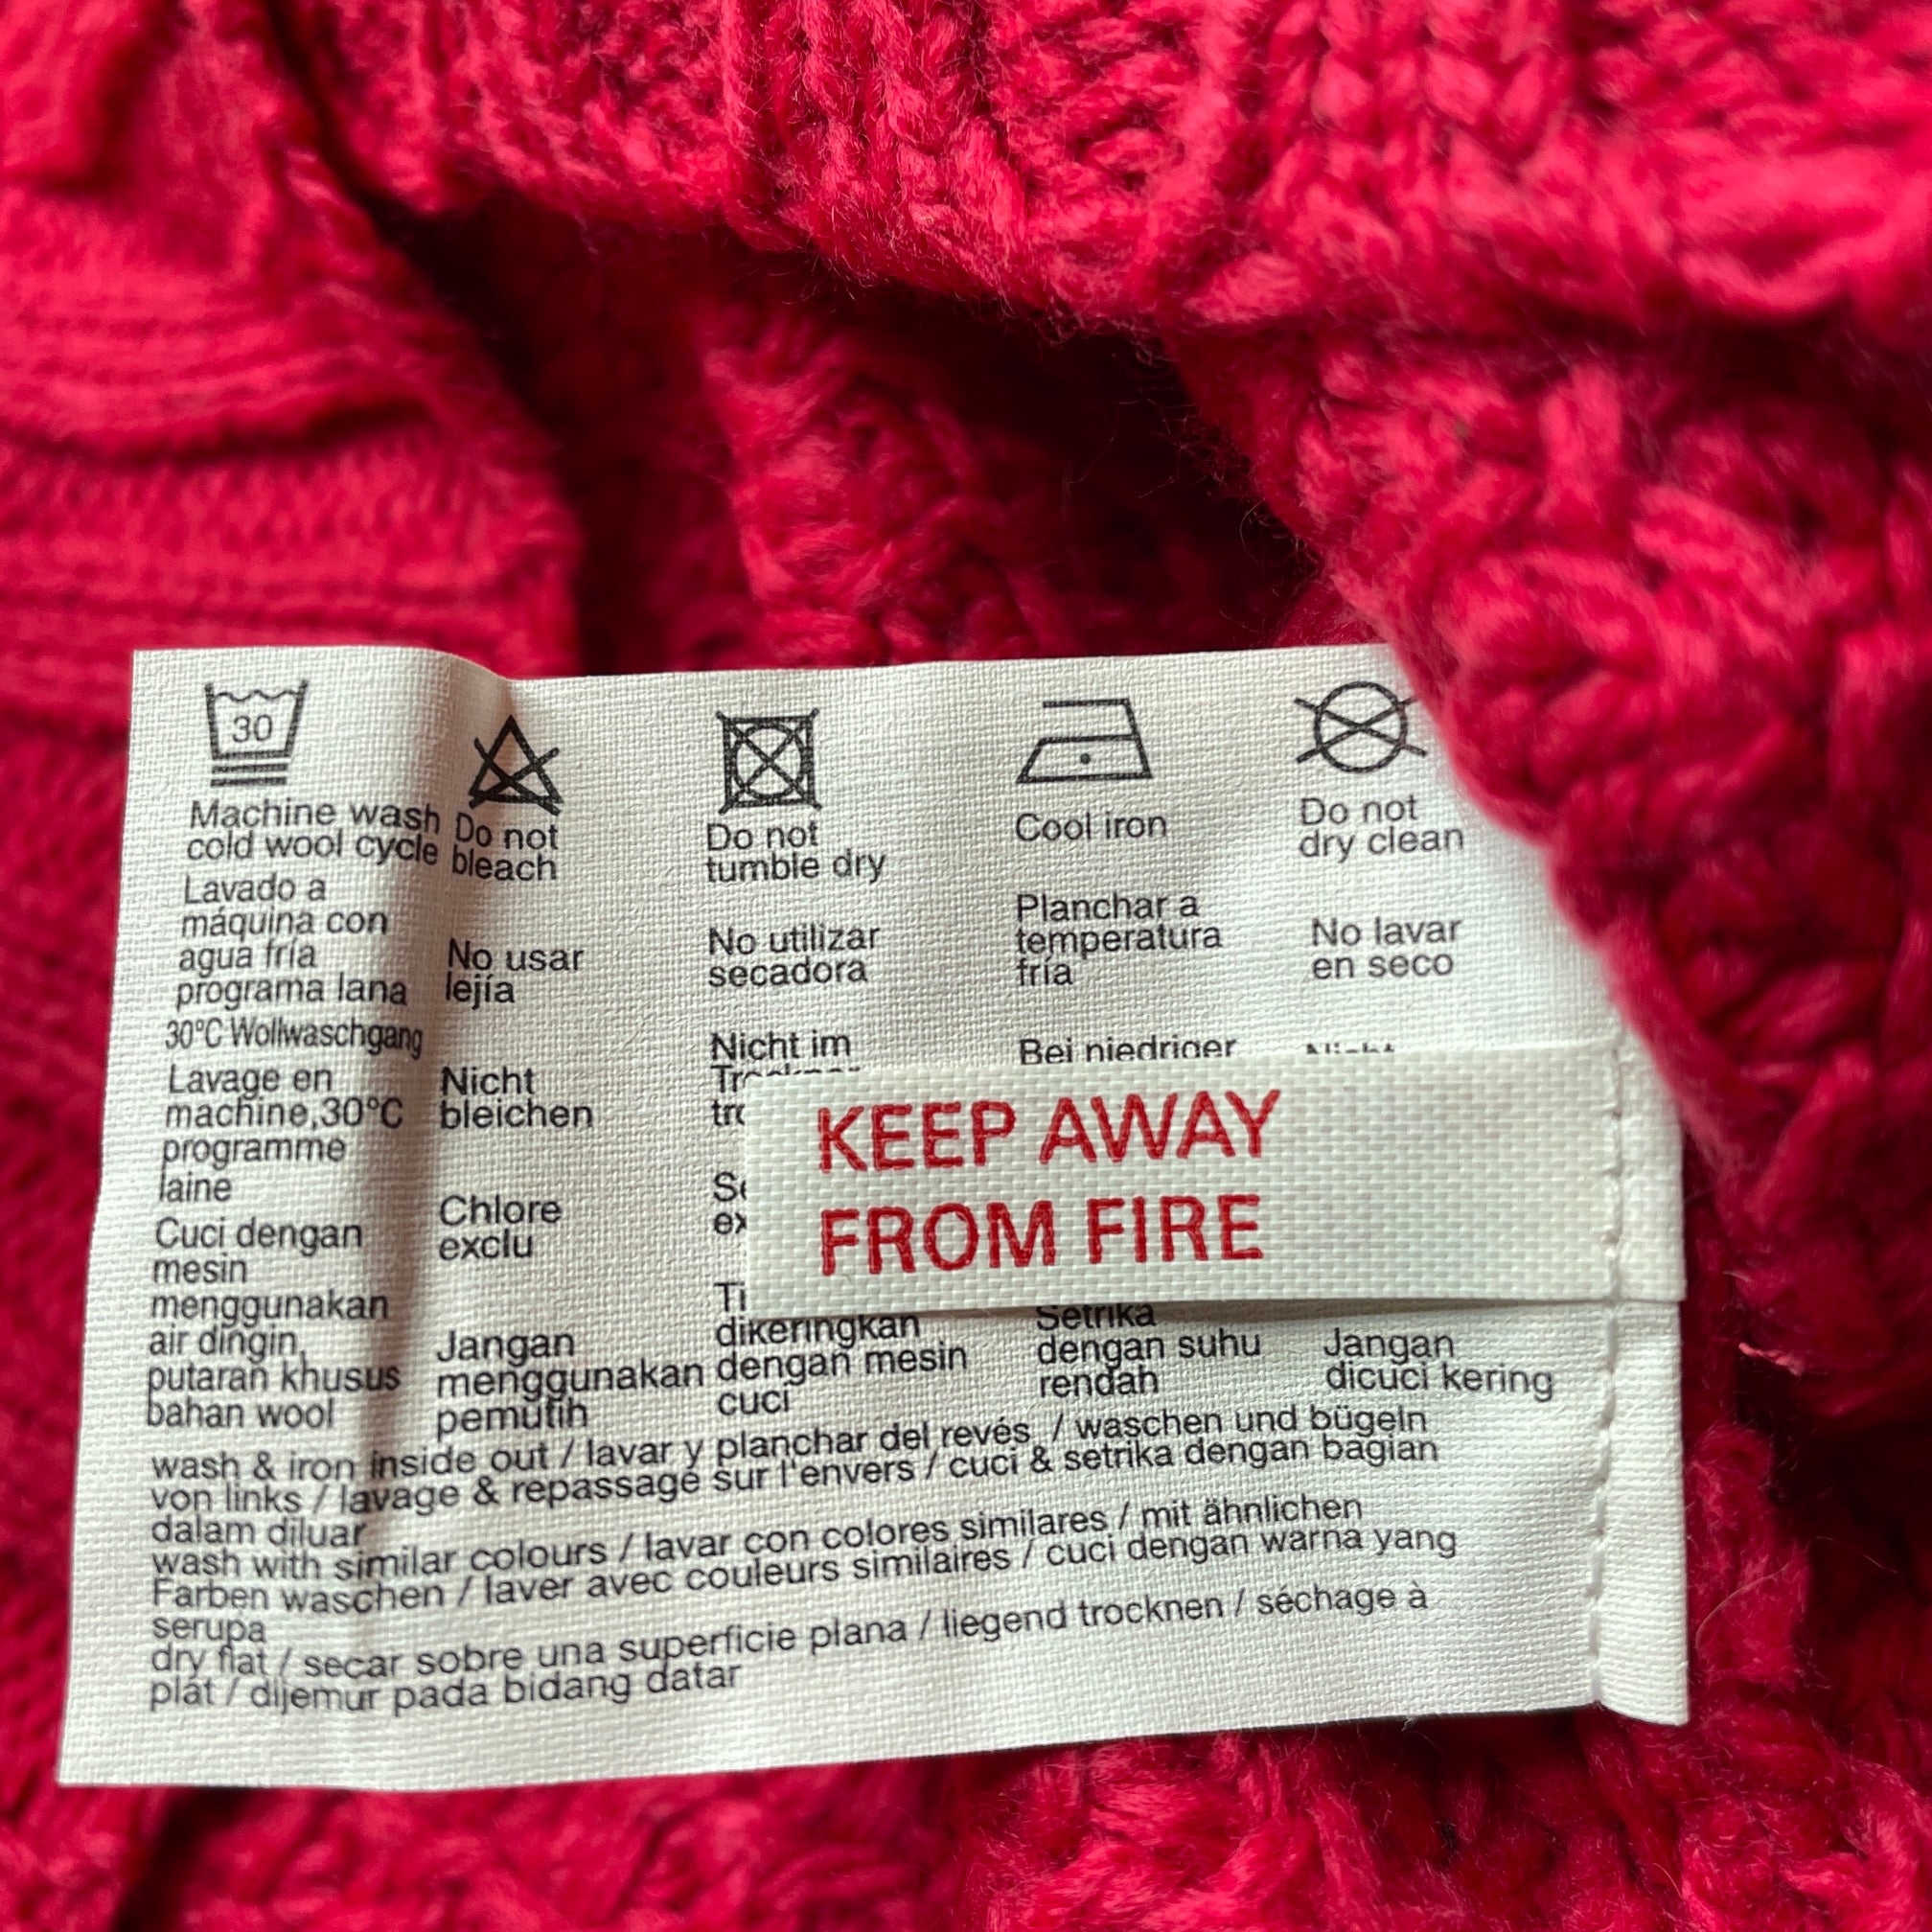 30
Machine wash
cold wool cycle
Lavado a
máquina con
agua fría
programa lana
30°C Wollwaschgang
Lavage en
machine,30°C
programme
laine
Cuci dengan
mesin
menggunakan
air dingin,
putaran khusus
bahan wool
Do not
bleach
No usar
lejía
Nicht
bleichen
Chlore
exclu
Jangan
menggunakan
pemutih
Do not
tumble dry
No utilizar
secadora
Nicht im
dikeringkan
dengan mesin
cuci
Cool iron
Planchar a
temperatura
fría
Bei niedriger
Setrika
dengan suhu
rendah
Do not
dry clean
No lavar
en seco
Jangan
dicuci kering
KEEP AWAY
FROM FIRE
wash & iron inside out / lavar y planchar del revés / waschen und bügeln
von links / lavage & repassage sur l'envers / cuci & setrika dengan bagian
dalam diluar
wash with similar colours / lavar con colores similares / mit ähnlichen
Farben waschen / laver avec couleurs similaires / cuci dengan warna yang
serupa
dry flat / secar sobre una superficie plana / liegend trocknen / séchage à
plat / dijemur pada bidang datar